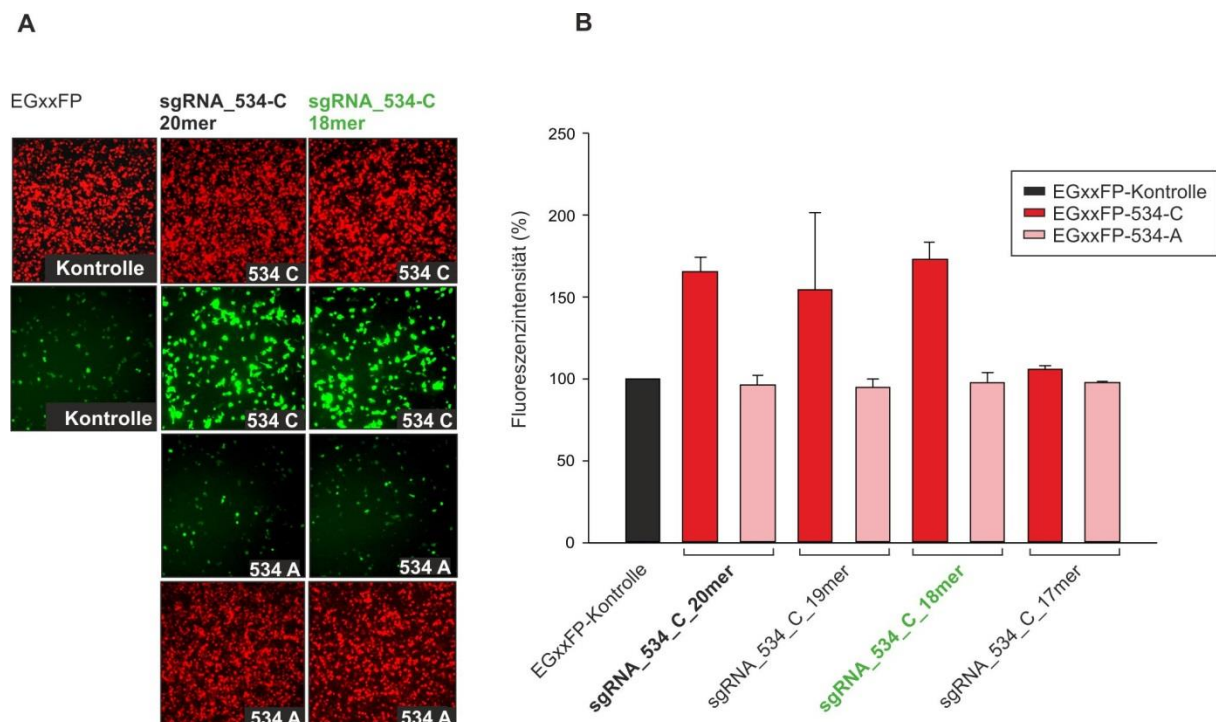 A
B
EGxxFP
sgRNA_534-C
20mer
sgRNA_534-C
18mer
Kontrolle
534 C
534 C
Kontrolle
534 C
534 C
534 A
534 A
534 A
534 A
Fluoreszenzintensität (%)
250
200
150
100
50
0
EGxxFP-Kontrolle
EGxxFP-534-C
EGxxFP-534-A
EGxxFP-Kontrolle
sgRNA_534_C_20mer
sgRNA_534_C_19mer
sgRNA_534_C_18mer
sgRNA_534_C_17mer